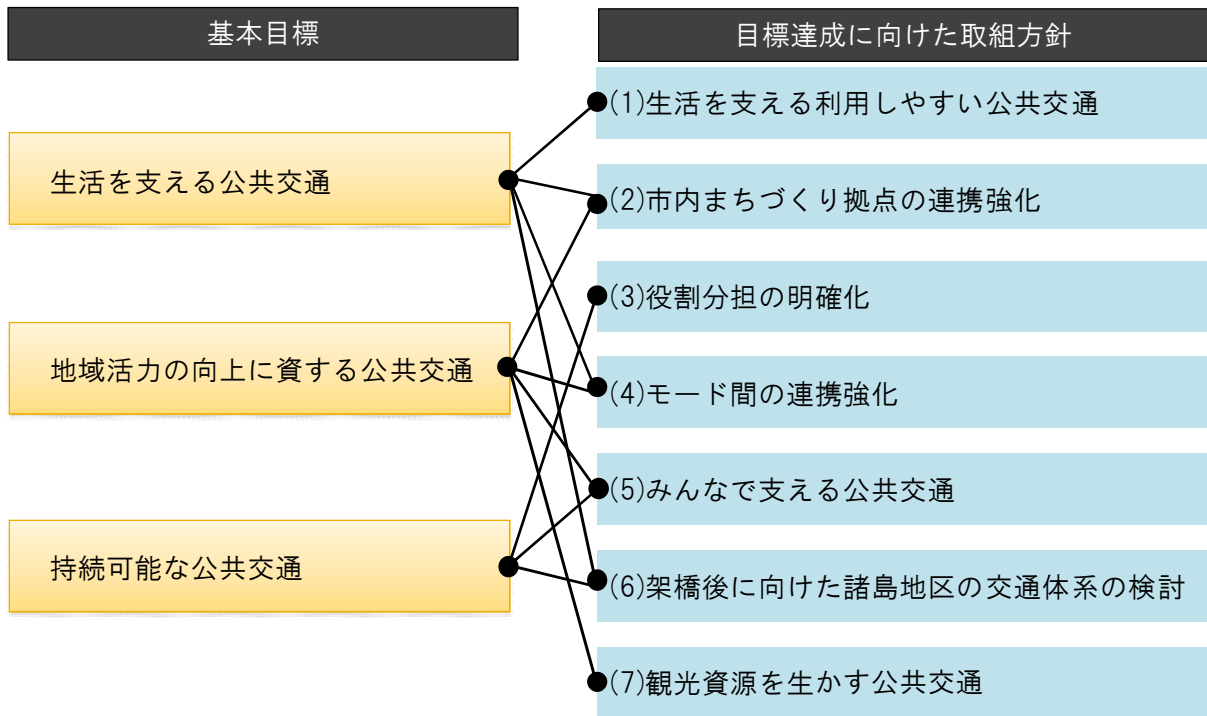 基本目標
生活を支える公共交通
地域活力の向上に資する公共交通
持続可能な公共交通
目標達成に向けた取組方針
(1)生活を支える利用しやすい公共交通
(2)市内まちづくり拠点の連携強化
(3)役割分担の明確化
(4)モード間の連携強化
(5)みんなで支える公共交通
(6)架橋後に向けた諸島地区の交通体系の検討
(7)観光資源を生かす公共交通